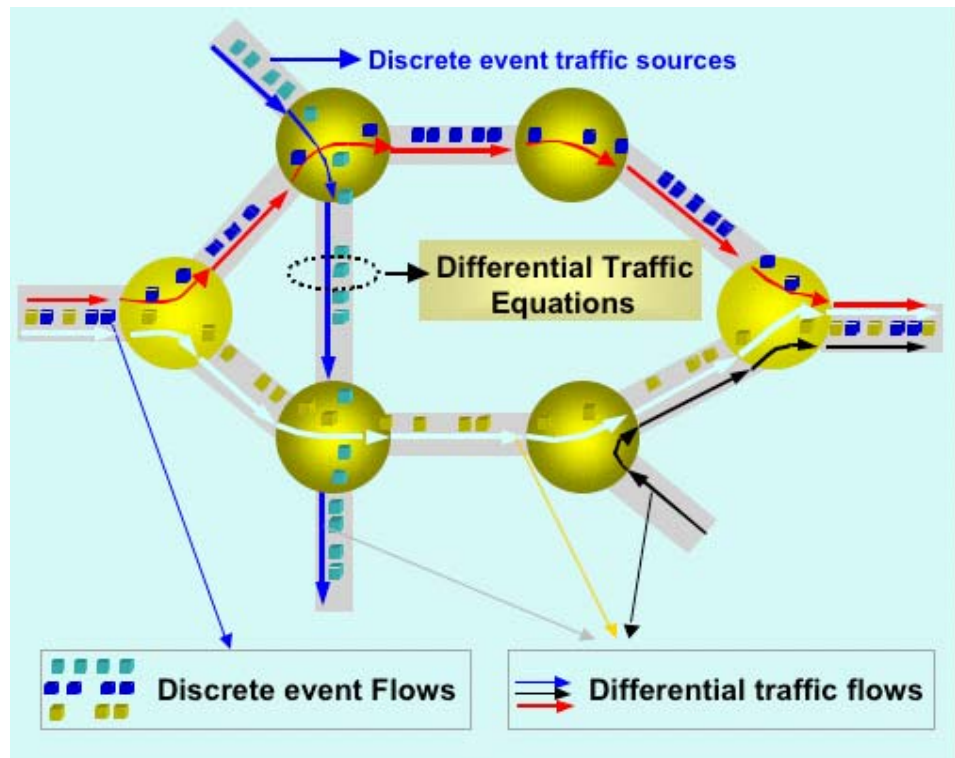 Discrete event traffic sources
Differential Traffic
Equations
Discrete event Flows
Differential traffic flows